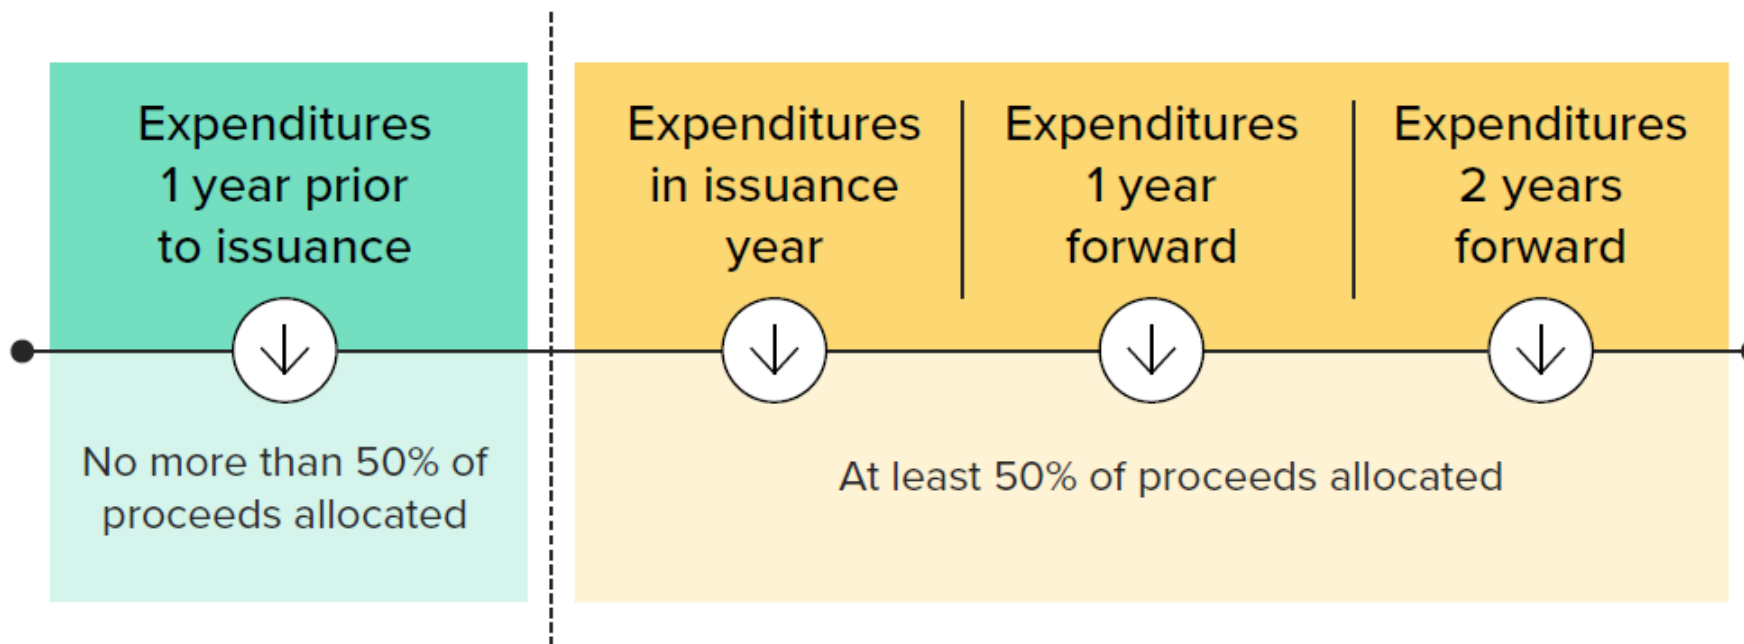 Expenditures
1 year prior
to issuance
Expenditures
in issuance
year
Expenditures
1 year
forward
Expenditures
2 years
forward
No more than 50% of
proceeds allocated
At least 50% of proceeds allocated